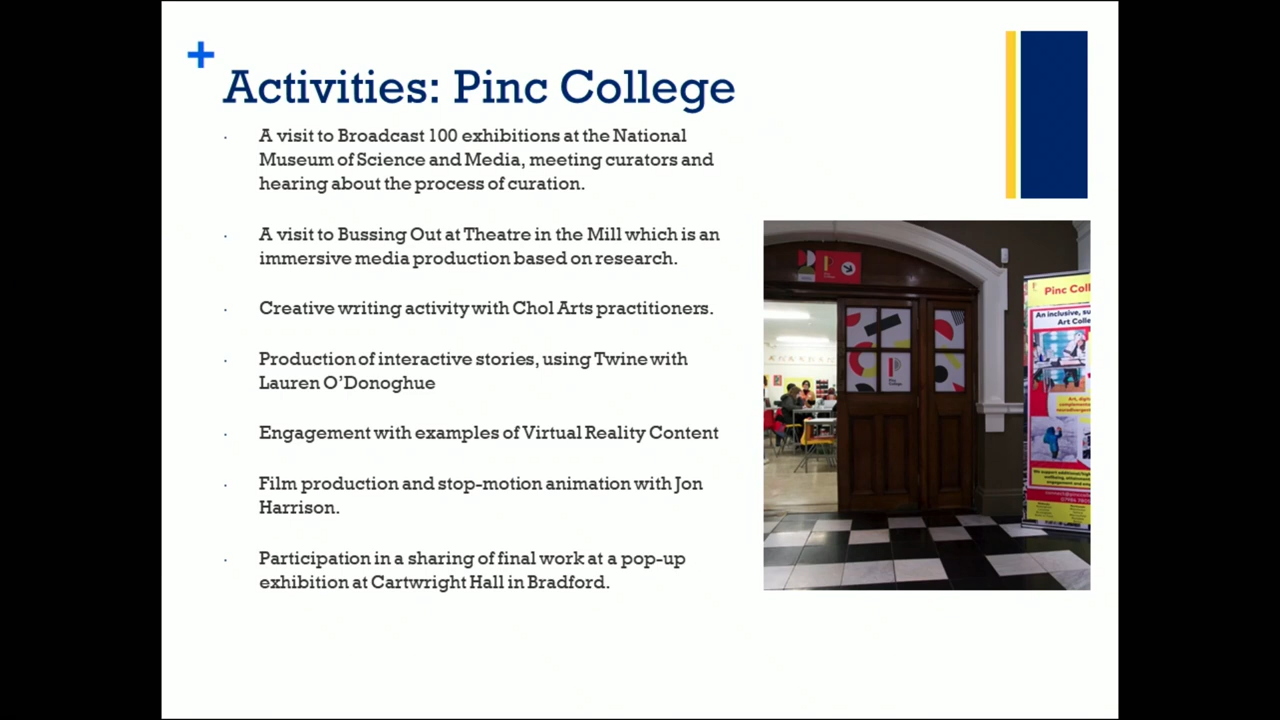 +
Activities: Pinc College
· A visit to Broadcast 100 exhibitions at the National
Museum of Science and Media, meeting curators and
hearing about the process of curation.
· A visit to Bussing Out at Theatre in the Mill which is an
immersive media production based on research.
· Creative writing activity with Chol Arts practitioners.
· Production of interactive stories, using Twine with
Lauren O’Donoghue
· Engagement with examples of Virtual Reality Content
· Film production and stop-motion animation with Jon
Harrison.
· Participation in a sharing of final work at a pop-up
exhibition at Cartwright Hall in Bradford.
Pinc
College
Pinc Coll
An inclusive, su
Art Colle